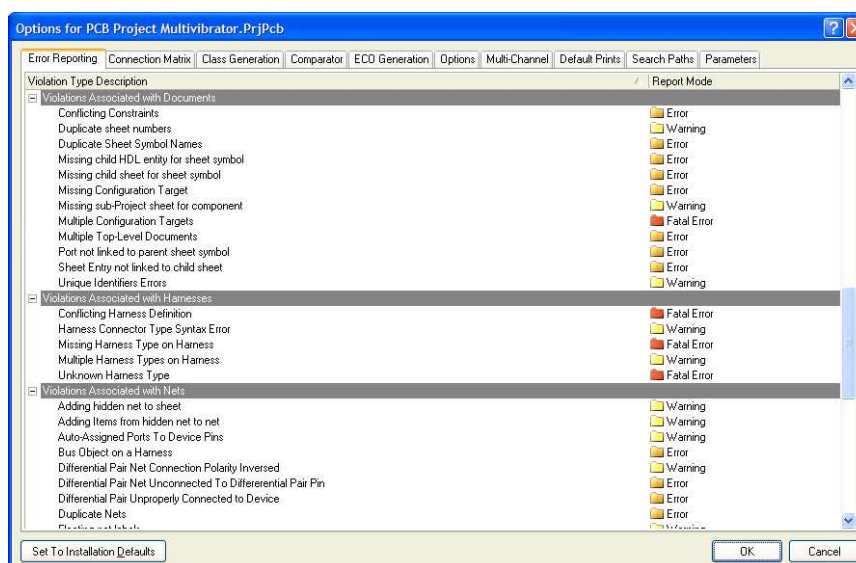 Options for PCB Project Multivibrator.PrjPcb
Error Reporting Connection Matrix Class Generation Comparator ECO Generation Options Multi-Channel Default Prints Search Paths Parameters
Violation Type Description / Report Mode
Violations Associated with Documents
Conflicting Constraints Error
Duplicate sheet numbers Warning
Duplicate Sheet Symbol Names Error
Missing child HDL entity for sheet symbol Error
Missing child sheet for sheet symbol Error
Missing Configuration Target Error
Missing sub-Project sheet for component Warning
Multiple Configuration Targets Fatal Error
Multiple Top-Level Documents Error
Port not linked to parent sheet symbol Error
Sheet Entry not linked to child sheet Error
Unique Identifiers Errors Warning
Violations Associated with Harnesses
Conflicting Harness Definition Fatal Error
Harness Connector Type Syntax Error Warning
Missing Harness Type on Harness Fatal Error
Multiple Harness Types on Harness Warning
Unknown Harness Type Fatal Error
Violations Associated with Nets
Adding hidden net to sheet Warning
Adding Items from hidden net to net Warning
Auto-Assigned Ports To Device Pins Warning
Bus Object on a Harness Error
Differential Pair Net Connection Polarity Inversed Warning
Differential Pair Net Unconnected To Differerential Pair Pin Error
Differential Pair Unproperly Connected to Device Error
Duplicate Nets Error
Floating net labels Warning
Set To Installation Defaults OK Cancel